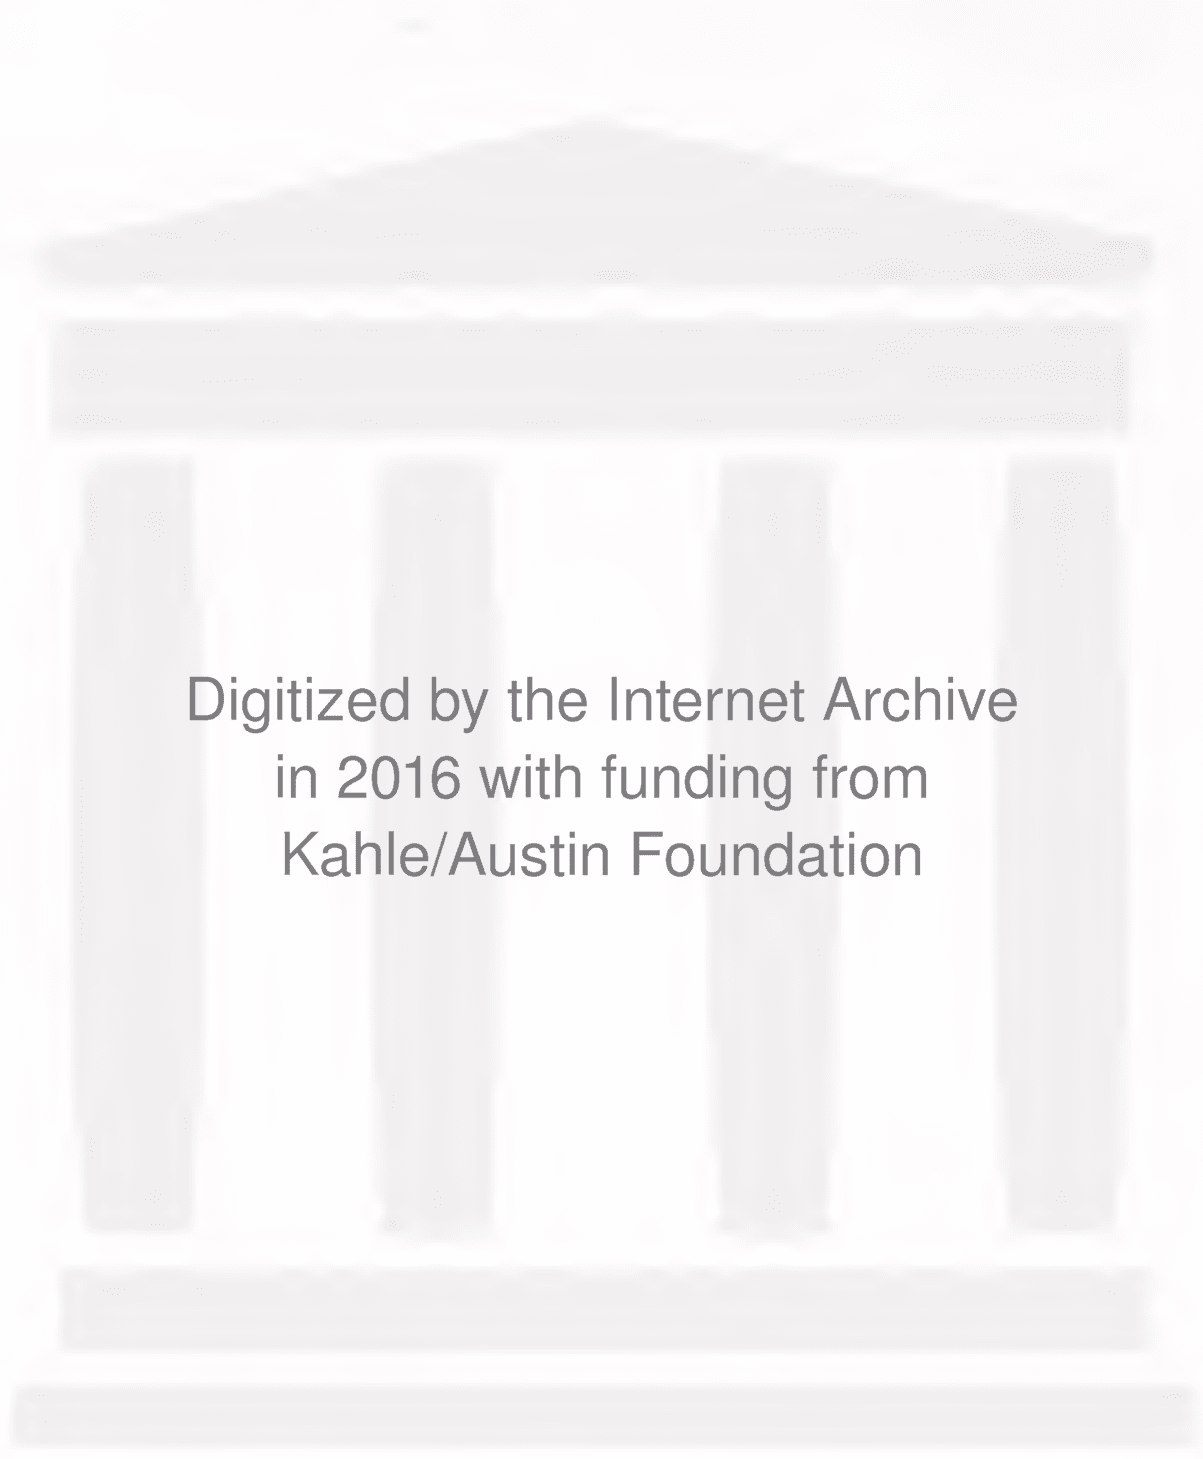 Digitized by the Internet Archive
in 2016 with funding from
Kahle/Austin Foundation